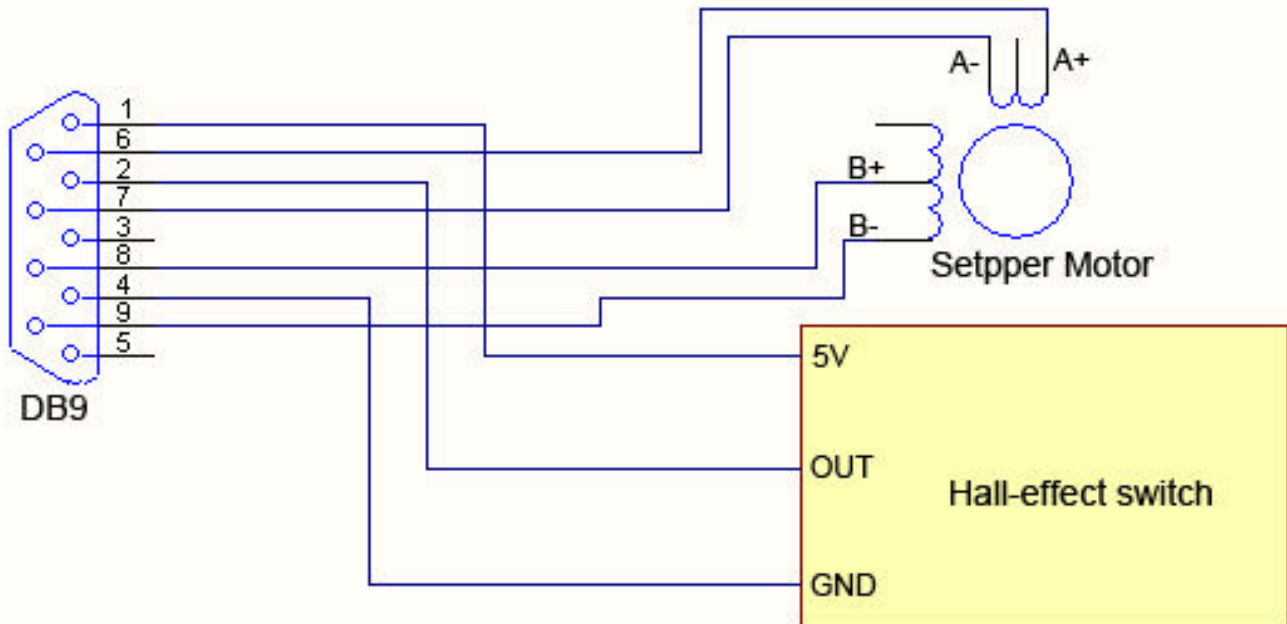 A-
A+
1
6
2
7
3
8
4
9
5
B+
B-
Setpper Motor
DB9
5V
OUT
Hall-effect switch
GND